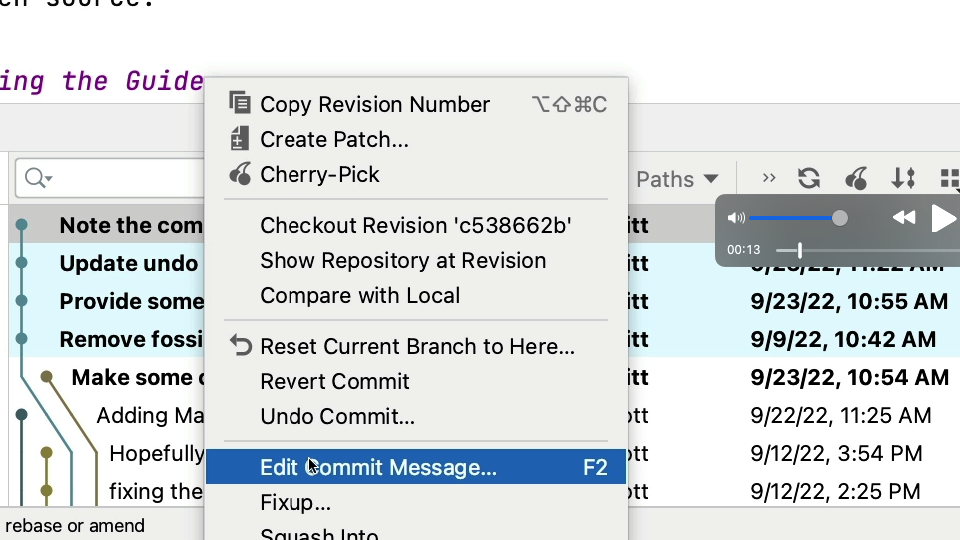 ing the Guide
Copy Revision Number ⌥⇧⌘C
Create Patch...
Cherry-Pick
Paths
Checkout Revision 'c538662b'
Show Repository at Revision
Compare with Local
Reset Current Branch to Here...
Revert Commit
Undo Commit...
Edit Commit Message... F2
Fixup...
Squash Into
Note the com itt
00:13
Update undo itt
Provide some itt 9/23/22, 10:55 AM
Remove fossi itt 9/9/22, 10:42 AM
Make some itt 9/23/22, 10:54 AM
Adding Ma ott 9/22/22, 11:25 AM
Hopefully ott 9/12/22, 3:54 PM
fixing the ott 9/12/22, 2:25 PM
rebase or amend